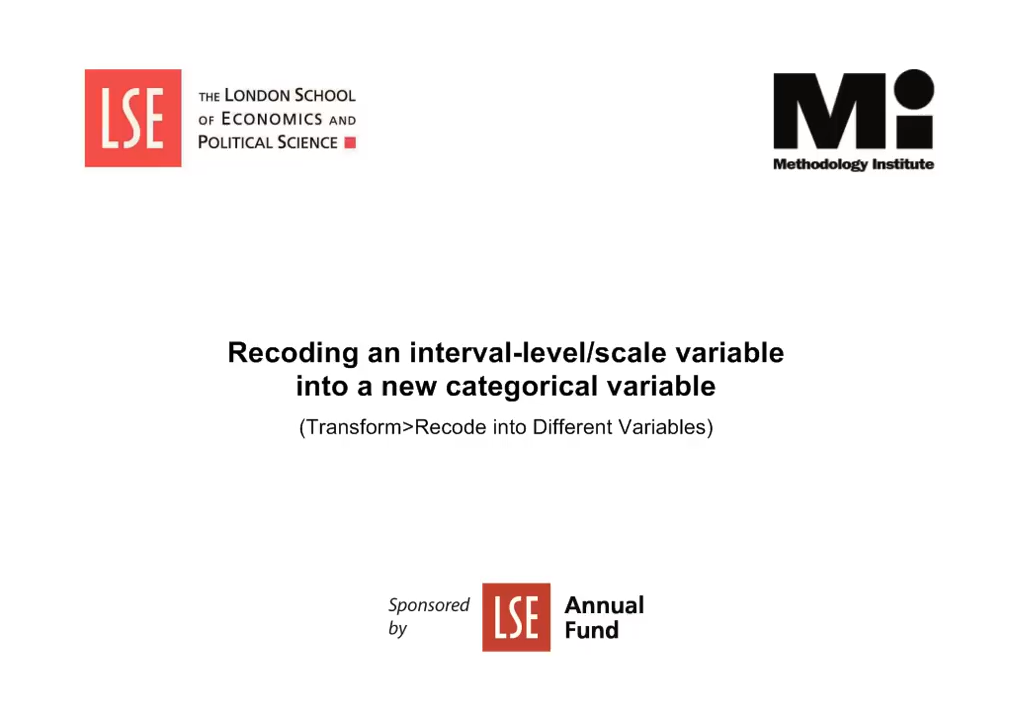 LSE
THE LONDON SCHOOL
OF ECONOMICS AND
POLITICAL SCIENCE
Mi
Methodology Institute
Recoding an interval-level/scale variable
into a new categorical variable
(Transform>Recode into Different Variables)
Sponsored
by
LSE
Annual
Fund